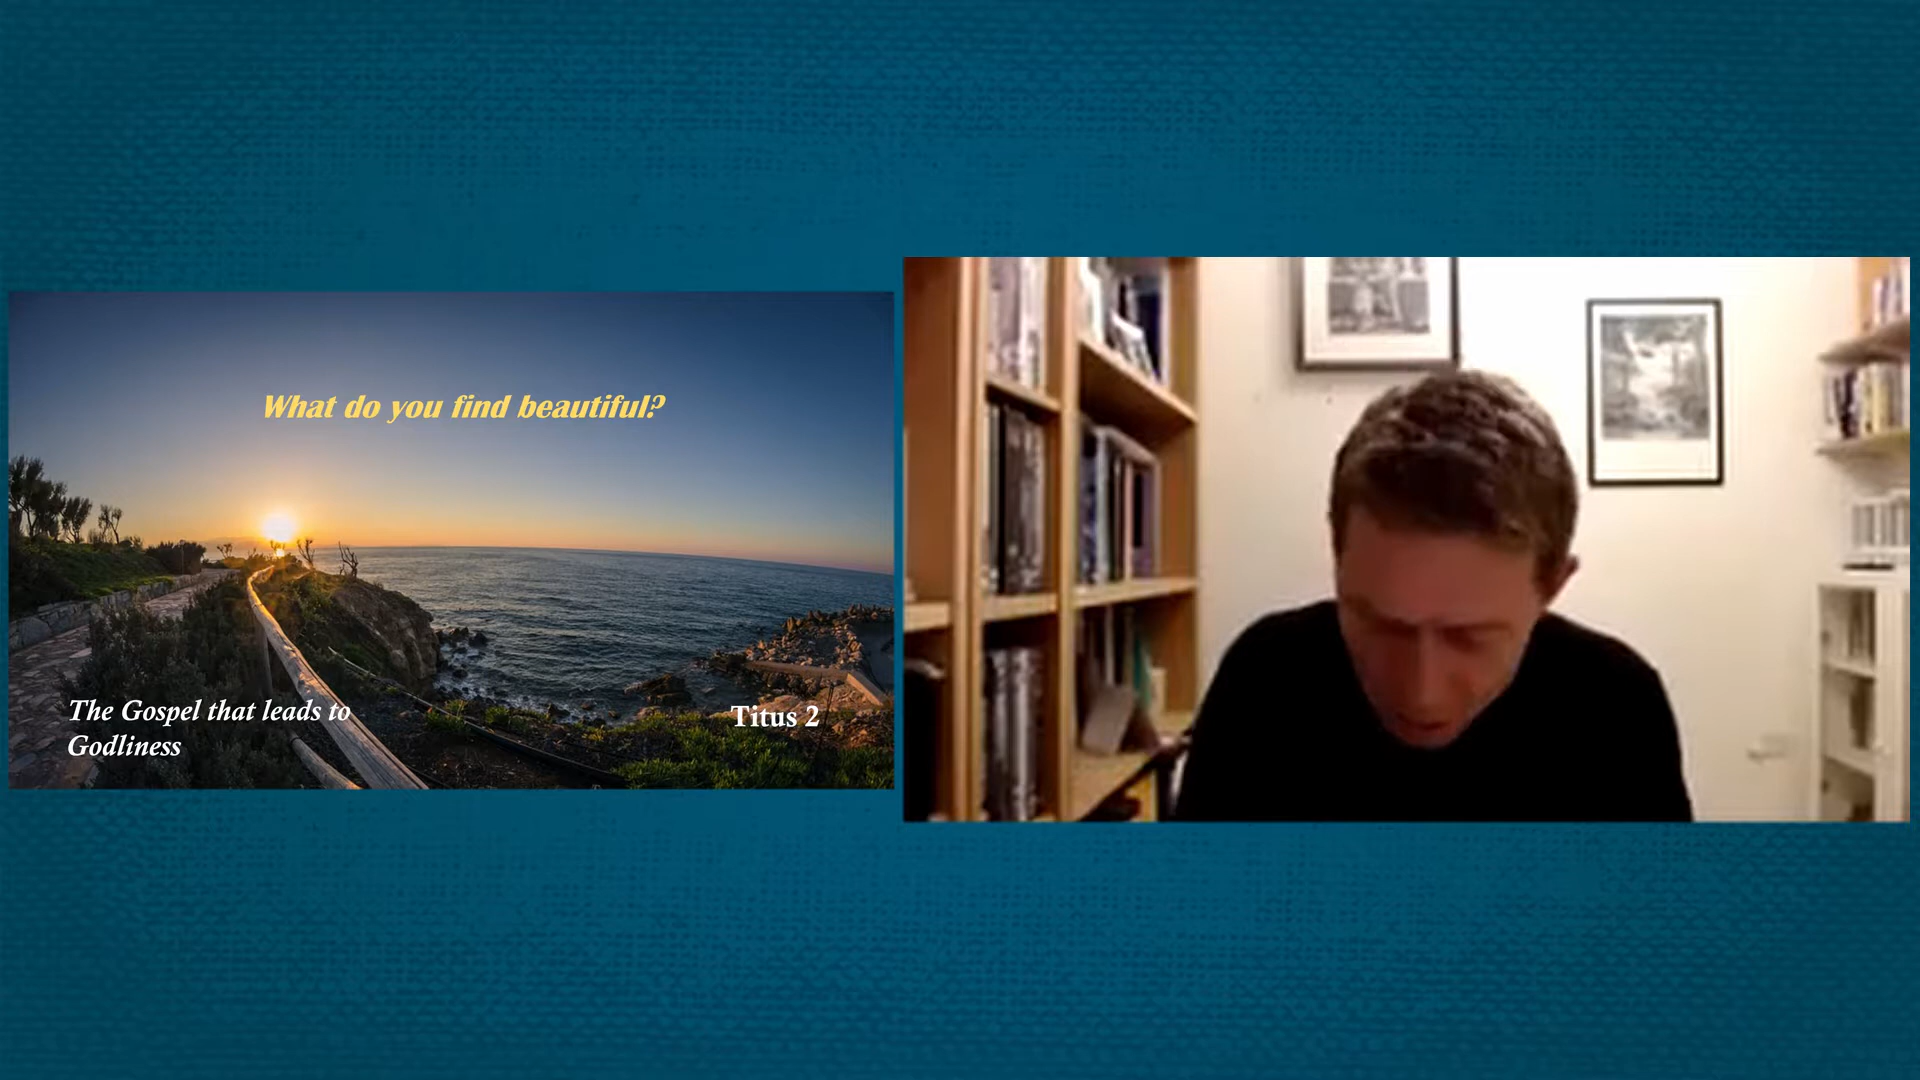 What do you find beautiful?
The Gospel that leads to
Godliness
Titus 2